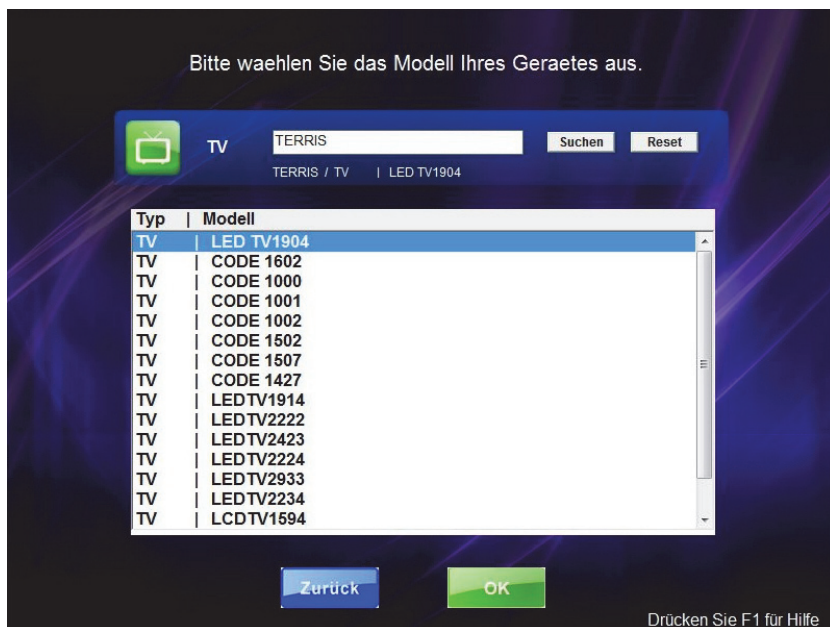 Bitte waehlen Sie das Modell Ihres Geraetes aus.
TV TERRIS Suchen Reset
TERRIS / TV | LED TV1904
Typ | Modell
TV | LED TV1904
TV | CODE 1602
TV | CODE 1000
TV | CODE 1001
TV | CODE 1002
TV | CODE 1502
TV | CODE 1507
TV | CODE 1427
TV | LEDTV1914
TV | LEDTV2222
TV | LEDTV2423
TV | LEDTV2224
TV | LEDTV2933
TV | LEDTV2234
TV | LCDTV1594
Zurück OK
Drücken Sie F1 für Hilfe